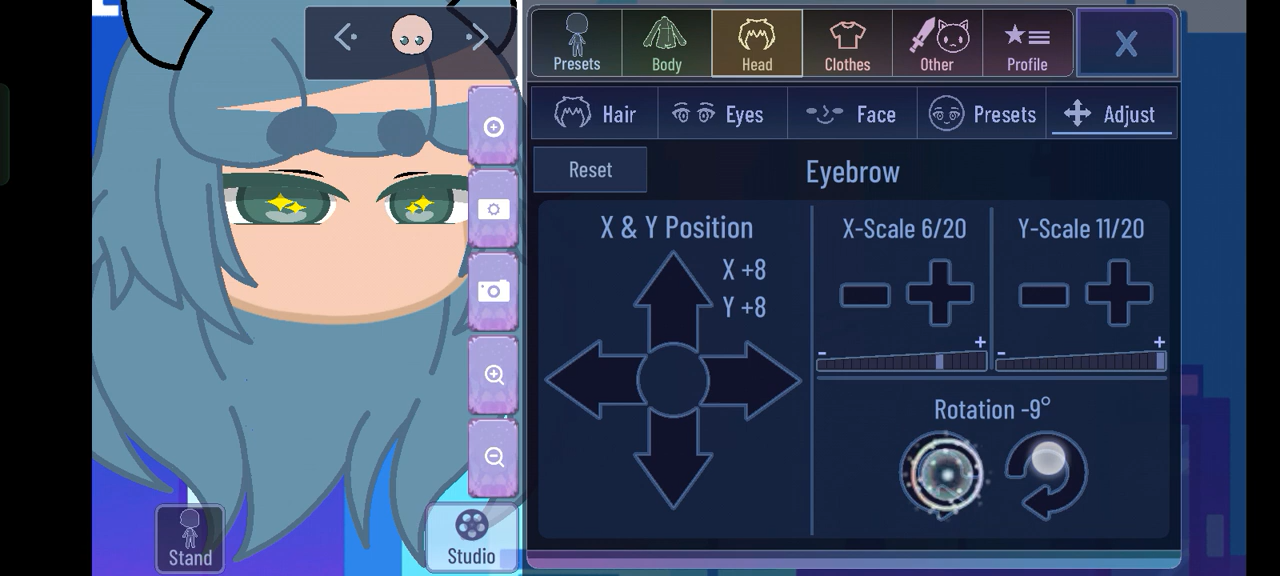 Presets
Body
Head
Clothes
Other
Profile
X
Hair
Eyes
Face
Presets
Adjust
Reset
Eyebrow
X & Y Position
X +8
Y +8
X-Scale 6/20
Y-Scale 11/20
- +
- +
Rotation -9°
Stand
Studio